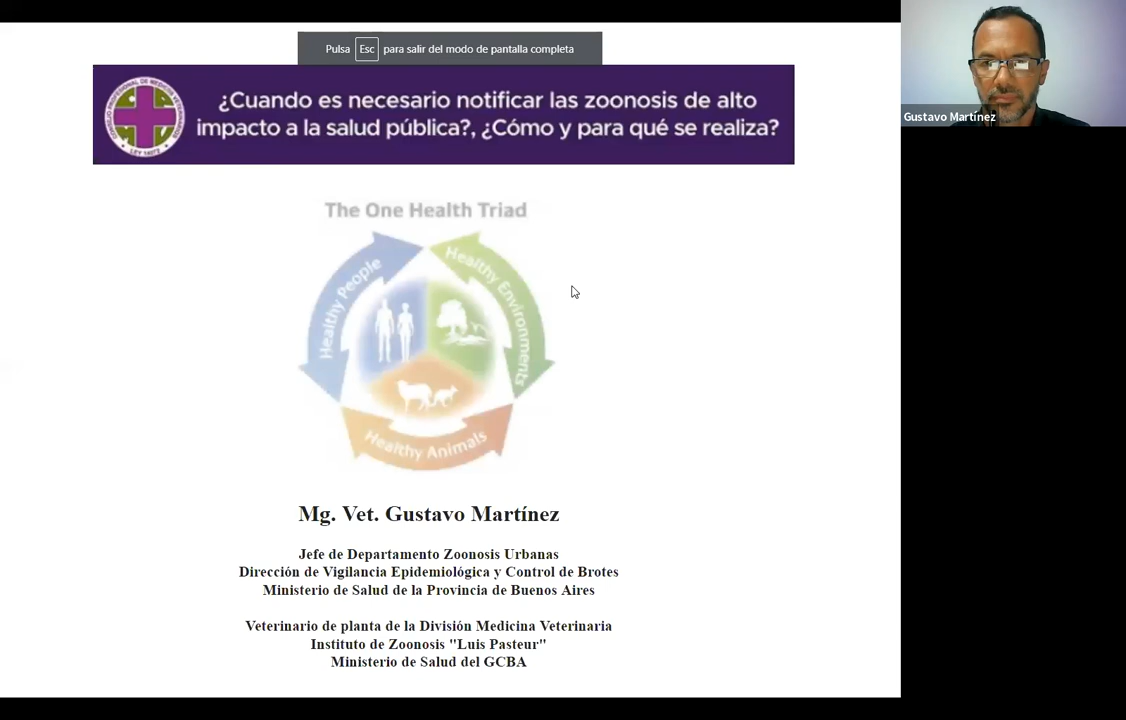 Pulsa Esc para salir del modo de pantalla completa
¿Cuando es necesario notificar las zoonosis de alto
impacto a la salud pública?, ¿Cómo y para qué se realiza?
LEY 14072
Gustavo Martínez
The One Health Triad
Healthy People
Healthy Environments
Healthy Animals
Mg. Vet. Gustavo Martínez
Jefe de Departamento Zoonosis Urbanas
Dirección de Vigilancia Epidemiológica y Control de Brotes
Ministerio de Salud de la Provincia de Buenos Aires
Veterinario de planta de la División Medicina Veterinaria
Instituto de Zoonosis "Luis Pasteur"
Ministerio de Salud del GCBA